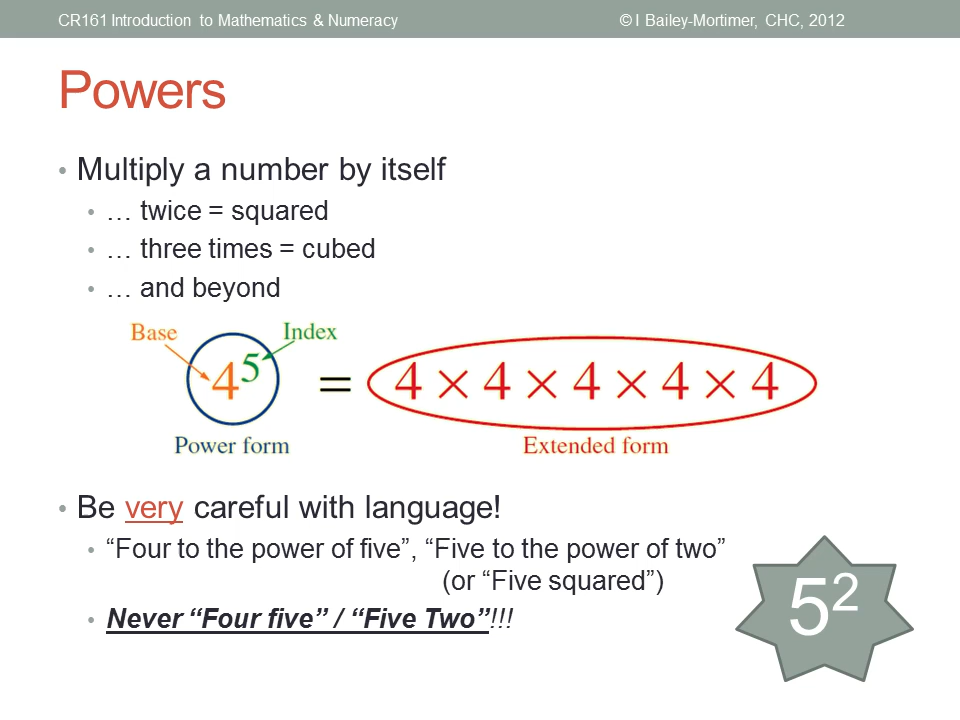 CR161 Introduction to Mathematics & Numeracy © I Bailey-Mortimer, CHC, 2012
Powers
• Multiply a number by itself
• … twice = squared
• … three times = cubed
• … and beyond
Base Index
4⁵ = 4 × 4 × 4 × 4 × 4
Power form Extended form
• Be very careful with language!
• “Four to the power of five”, “Five to the power of two”
(or “Five squared”)
• Never “Four five” / “Five Two”!!!
5²